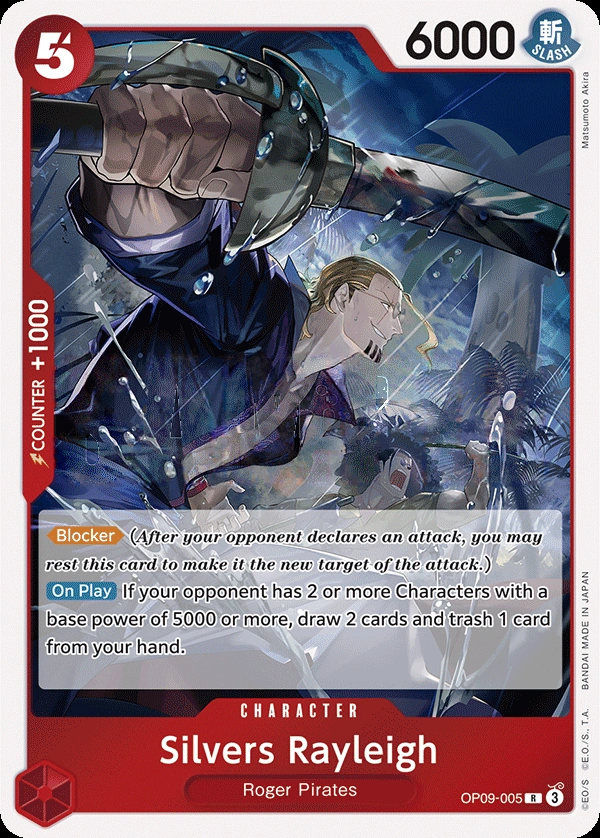 5
6000
斬
SLASH
Matsumoto Akira
COUNTER +1000
Blocker (After your opponent declares an attack, you may
rest this card to make it the new target of the attack.)
On Play If your opponent has 2 or more Characters with a
base power of 5000 or more, draw 2 cards and trash 1 card
from your hand.
©E.O./S., T.A. BANDAI MADE IN JAPAN
©EO/S
CHARACTER
Silvers Rayleigh
Roger Pirates
OP09-005 R 3